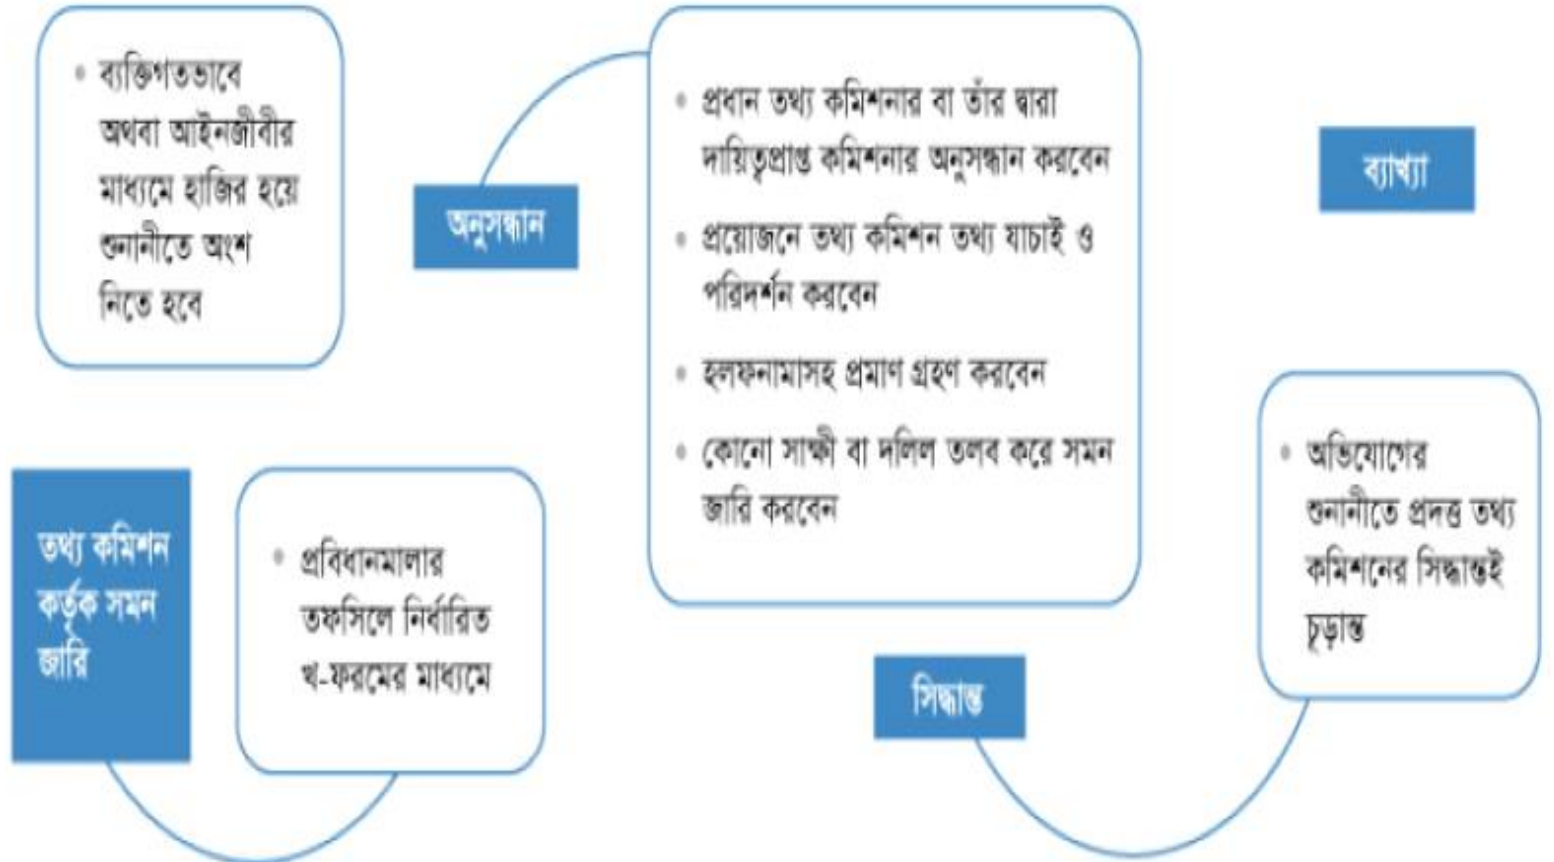 ব্যক্তিগতভাবে
অথবা আইনজীবীর
মাধ্যমে হাজির হয়ে
শুনানীতে অংশ
নিতে হবে
অনুসন্ধান
প্রধান তথ্য কমিশনার বা তাঁর দ্বারা
দায়িত্বপ্রাপ্ত কমিশনার অনুসন্ধান করবেন
প্রয়োজনে তথ্য কমিশন তথ্য যাচাই ও
পরিদর্শন করবেন
হলফনামাসহ প্রমাণ গ্রহণ করবেন
কোনো সাক্ষী বা দলিল তলব করে সমন
জারি করবেন
ব্যাখ্যা
তথ্য কমিশন
কর্তৃক সমন
জারি
প্রবিধানমালার
তফসিলে নির্ধারিত
খ-ফরমের মাধ্যমে
সিদ্ধান্ত
অভিযোগের
শুনানীতে প্রদত্ত তথ্য
কমিশনের সিদ্ধান্তই
চূড়ান্ত